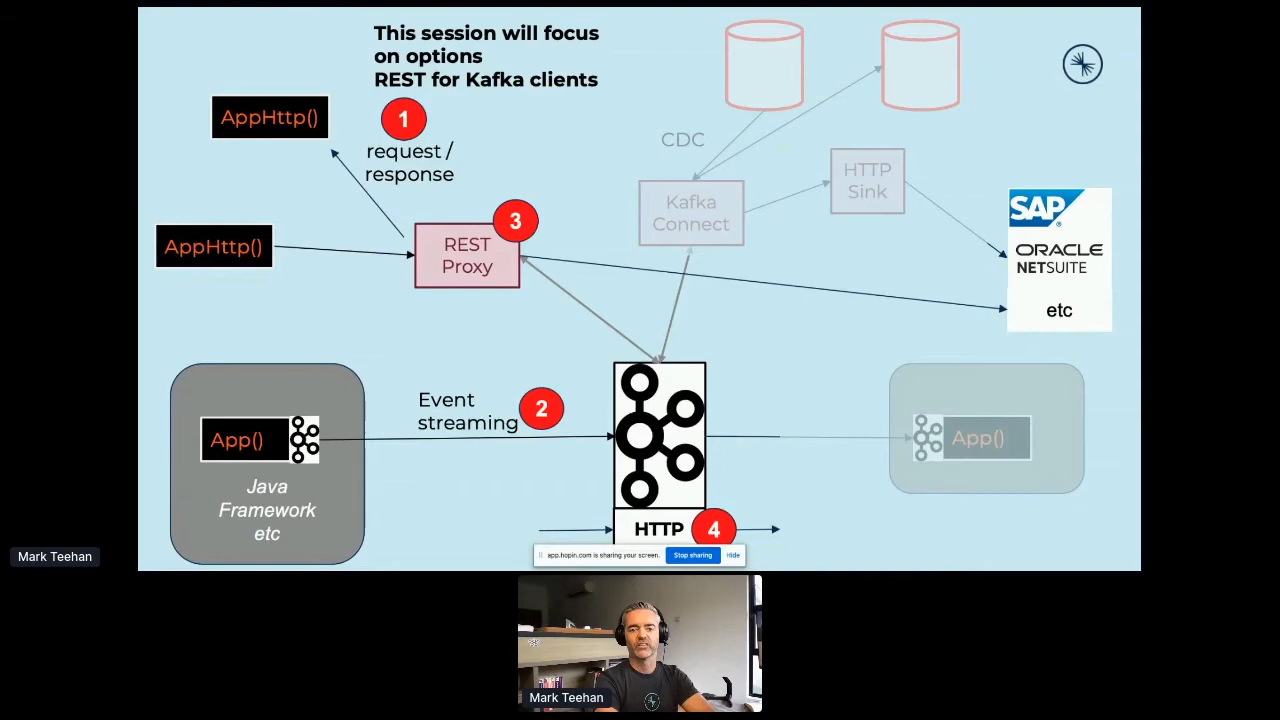 This session will focus
on options
REST for Kafka clients
AppHttp()
1
request /
response
CDC
HTTP
Sink
Kafka
Connect
SAP
®
ORACLE
NETSUITE
etc
3
AppHttp()
REST
Proxy
Event
streaming
2
App()
Java
Framework
etc
App()
HTTP
4
app.hopin.com is sharing your screen.
Stop sharing
Hide
Mark Teehan
Mark Teehan